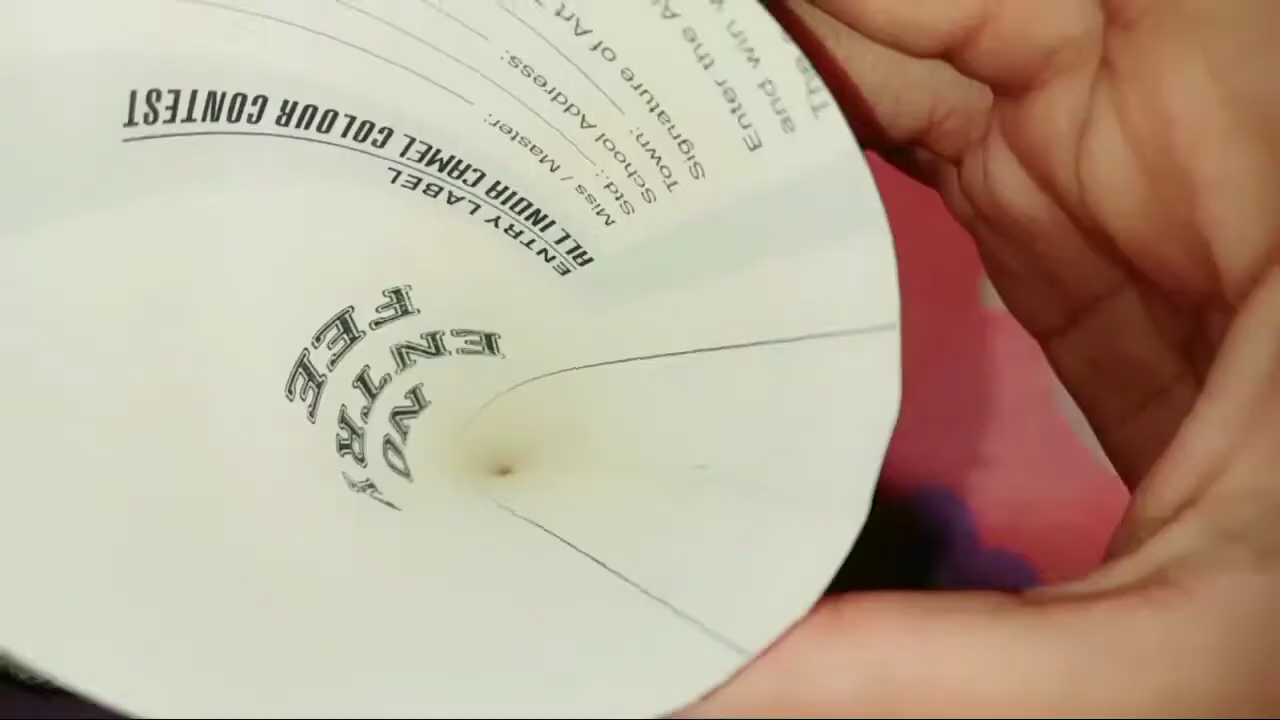 NO
ENTRY
FEE
ENTRY LABEL
ALL INDIA CAMEL COLOUR CONTEST
Miss / Master:
Std.:
School Address:
Town:
Signature of Art
Enter the
and win
The